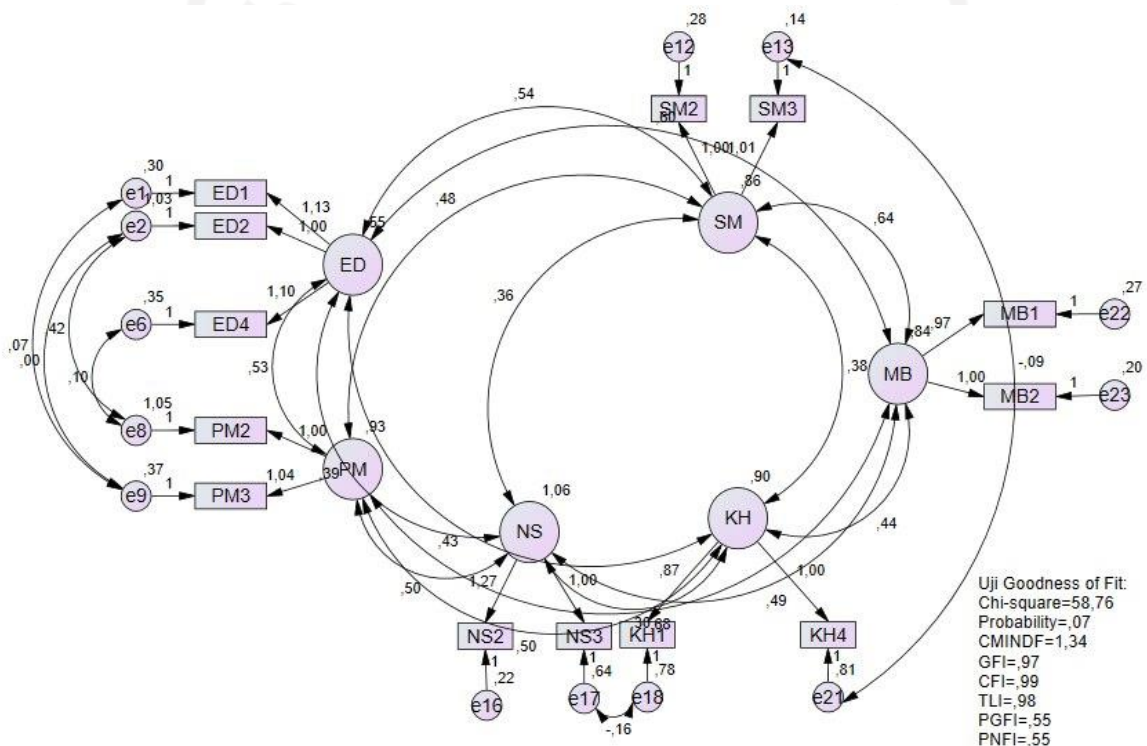 ,28
,14
e12
e13
1
1
SM2
SM3
,54
,60
1,00
1,01
,86
,30
e1
1
ED1
1,03
e2
1
ED2
1,13
1,00
,55
,48
SM
,64
ED
,35
e6
1
ED4
1,10
,36
,27
MB1
1
e22
,84
,97
,42
,07
,00
,53
,38
MB
-,09
,20
1,00
MB2
1
e23
,10
1,05
e8
1
PM2
1,00
,93
,37
e9
1
PM3
1,04
,39
PM
1,06
,90
NS
KH
,43
,44
,50
1,27
1,00
,87
1,00
,49
,50
,68
NS2
NS3
KH1
KH4
1
1
1
1
,22
,64
,78
,81
e16
e17
e18
e21
-,16
Uji Goodness of Fit:
Chi-square=58,76
Probability=,07
CMINDF=1,34
GFI=,97
CFI=,99
TLI=,98
PGFI=,55
PNFI=,55